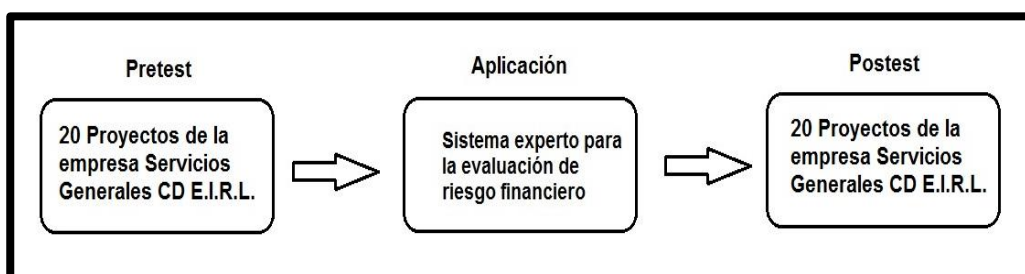 Pretest
20 Proyectos de la
empresa Servicios
Generales CD E.I.R.L.
Aplicación
Sistema experto para
la evaluación de
riesgo financiero
Postest
20 Proyectos de la
empresa Servicios
Generales CD E.I.R.L.